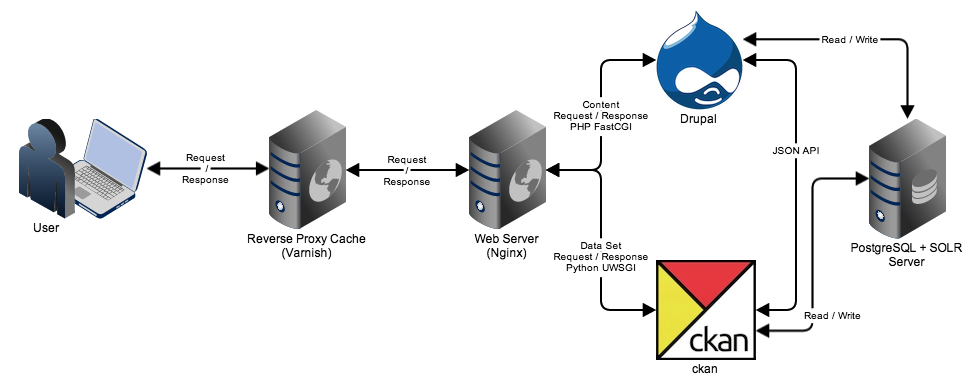 User
Request
/
Response
Reverse Proxy Cache
(Varnish)
Request
/
Response
Web Server
(Nginx)
Content
Request / Response
PHP FastCGI
Data Set
Request / Response
Python UWSGI
Drupal
Read / Write
JSON API
PostgreSQL + SOLR
Server
Read / Write
ckan
ckan